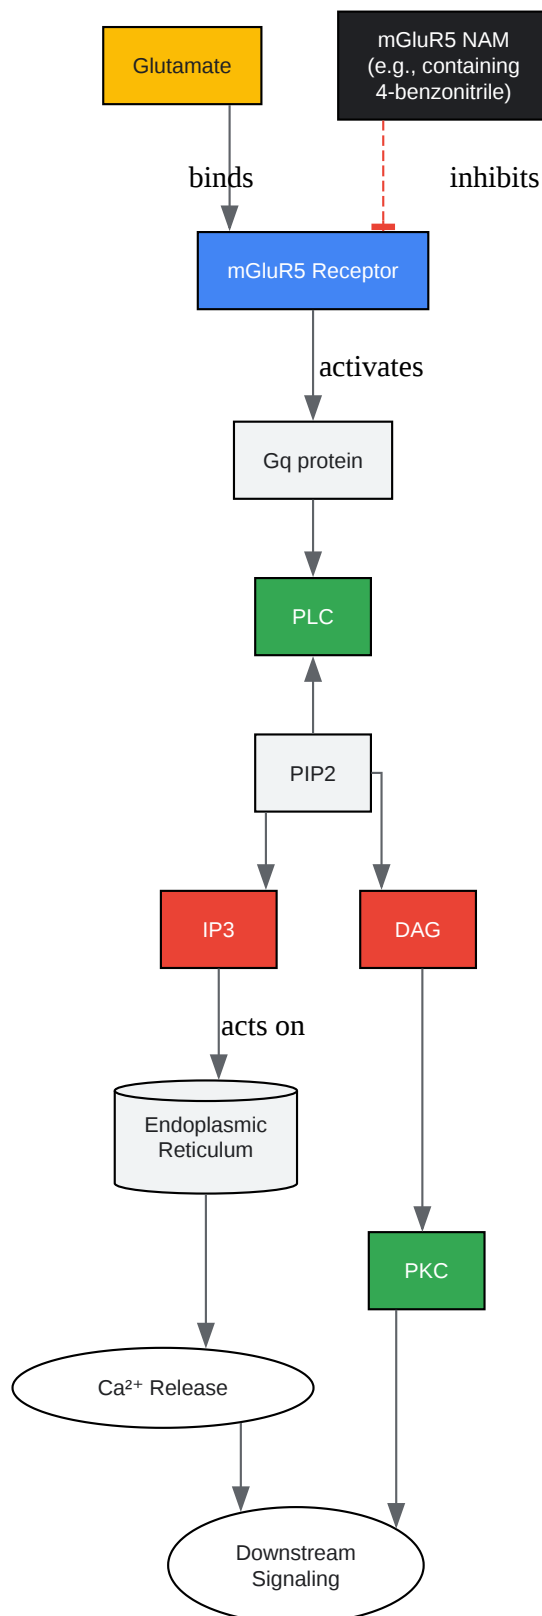 Glutamate
mGluR5 NAM
(e.g., containing
4-benzonitrile)
binds
inhibits
mGluR5 Receptor
activates
Gq protein
PLC
PIP2
IP3
DAG
acts on
Endoplasmic
Reticulum
PKC
Ca²⁺ Release
Downstream
Signaling